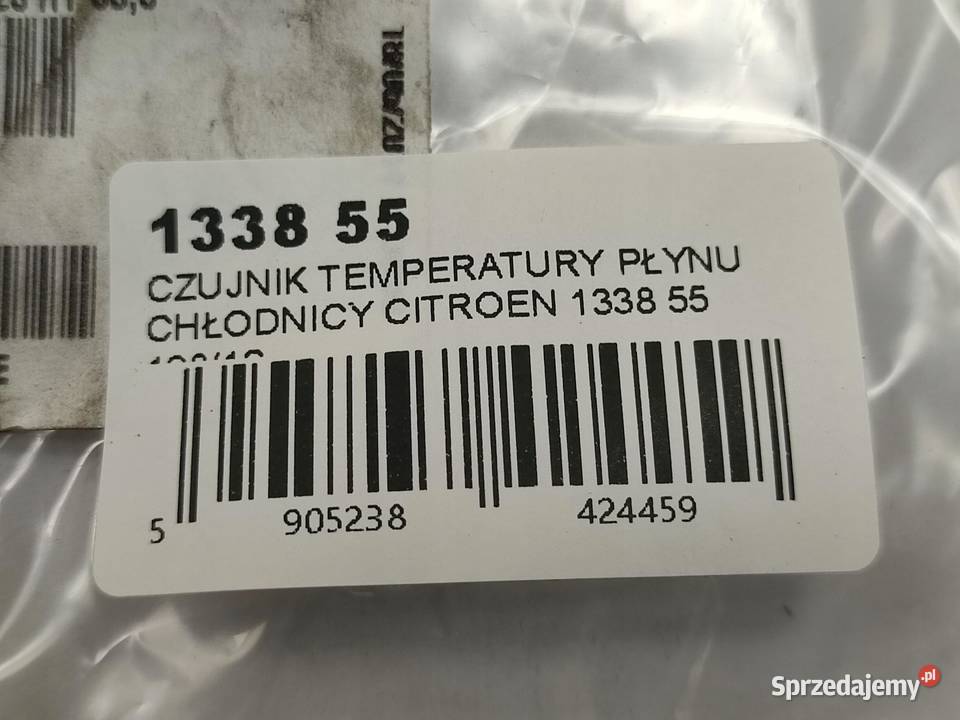 1338 55
CZUJNIK TEMPERATURY PŁYNU
CHŁODNICY CITROEN 1338 55
5 905238 424459
Sprzedajemy.pl